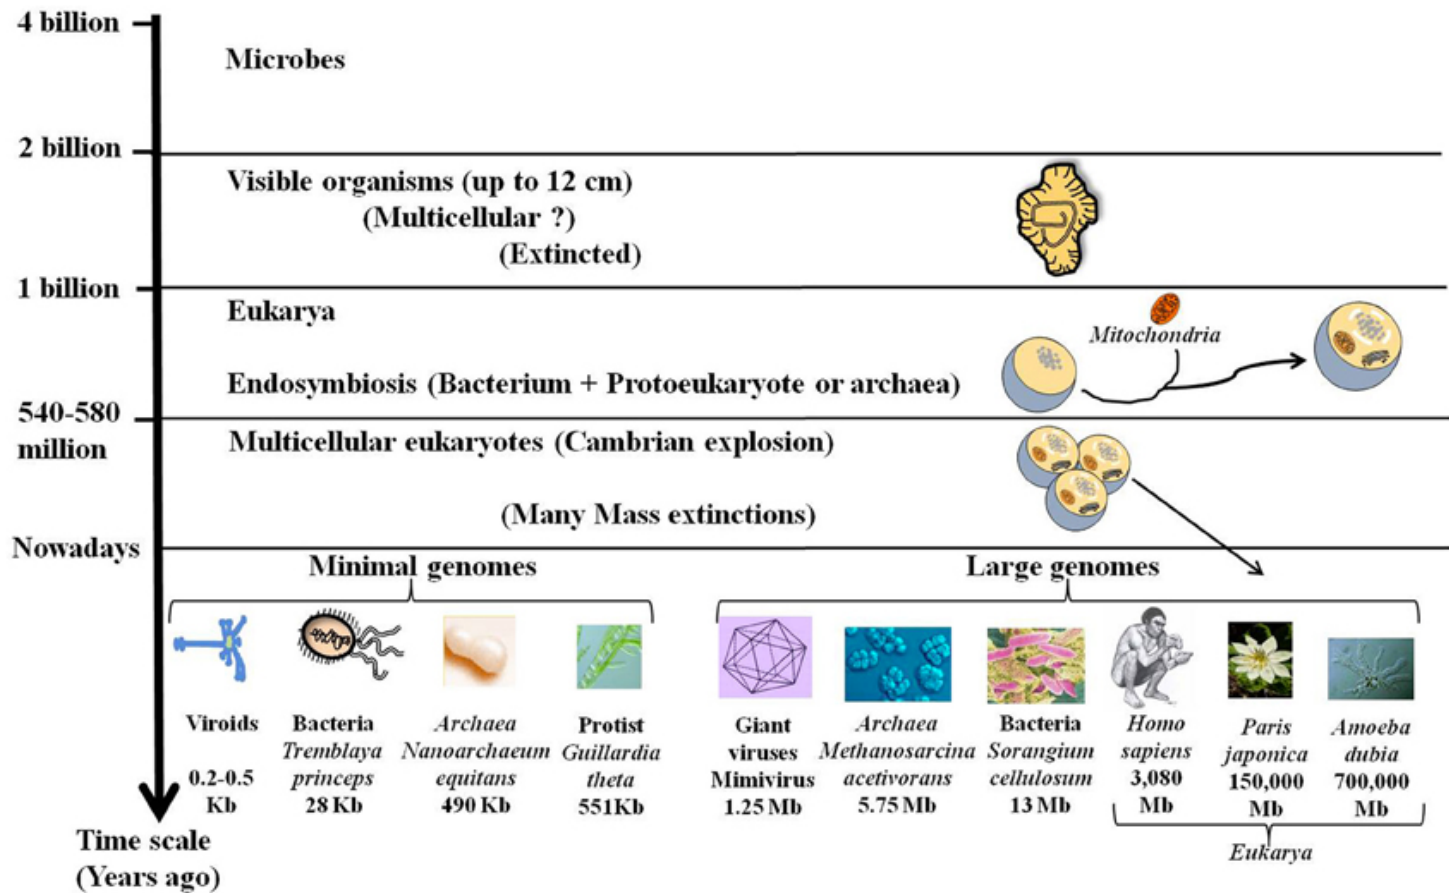 4 billion
Microbes
2 billion
Visible organisms (up to 12 cm)
(Multicellular ?)
(Extincted)
1 billion
Eukarya
Mitochondria
Endosymbiosis (Bacterium + Protoeukaryote or archaea)
540-580
million
Multicellular eukaryotes (Cambrian explosion)
(Many Mass extinctions)
Nowadays
Minimal genomes
Large genomes
Viroids
0.2-0.5
Kb
Bacteria
Tremblaya
princeps
28 Kb
Archaea
Nanoarchaeum
equitans
490 Kb
Protist
Guillardia
theta
551Kb
Giant
viruses
Mimivirus
1.25 Mb
Archaea
Methanosarcina
acetivorans
5.75 Mb
Bacteria
Sorangium
cellulosum
13 Mb
Homo
sapiens
3,080
Mb
Paris
japonica
150,000
Mb
Amoeba
dubia
700,000
Mb
Eukarya
Time scale
(Years ago)